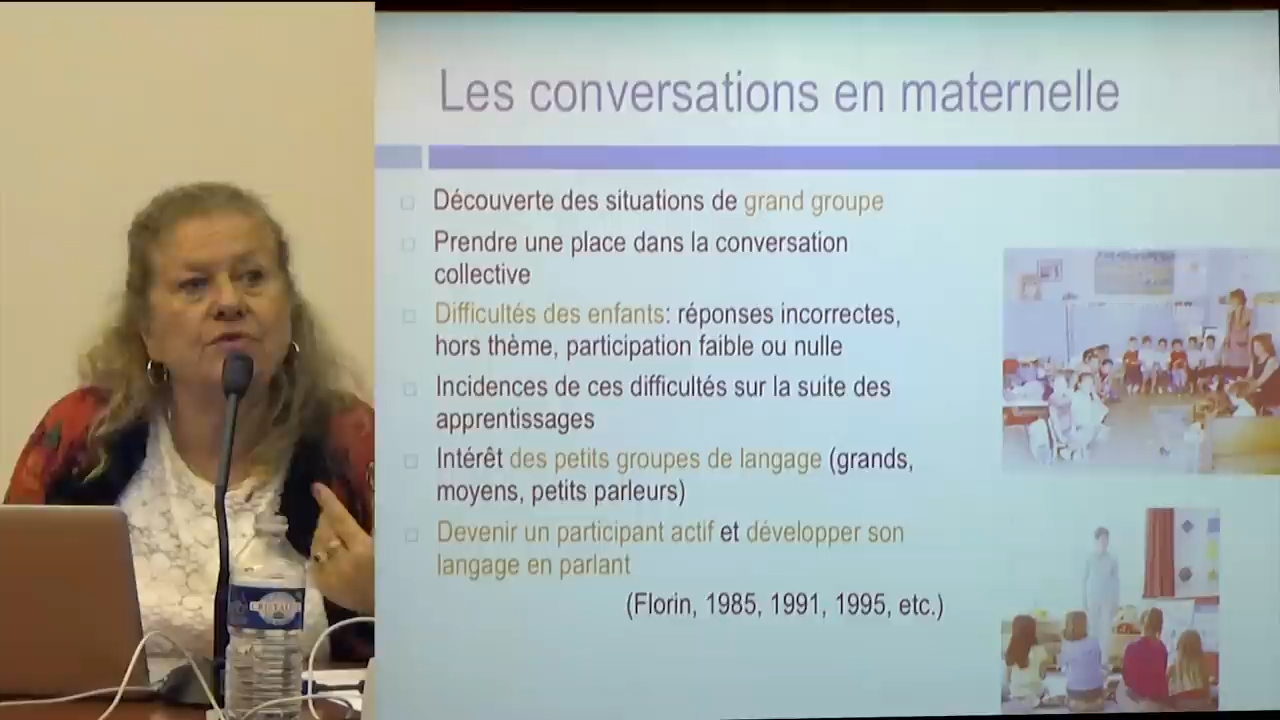 Les conversations en maternelle
Découverte des situations de grand groupe
Prendre une place dans la conversation
collective
Difficultés des enfants: réponses incorrectes,
hors thème, participation faible ou nulle
Incidences de ces difficultés sur la suite des
apprentissages
Intérêt des petits groupes de langage (grands,
moyens, petits parleurs)
Devenir un participant actif et développer son
langage en parlant
(Florin, 1985, 1991, 1995, etc.)